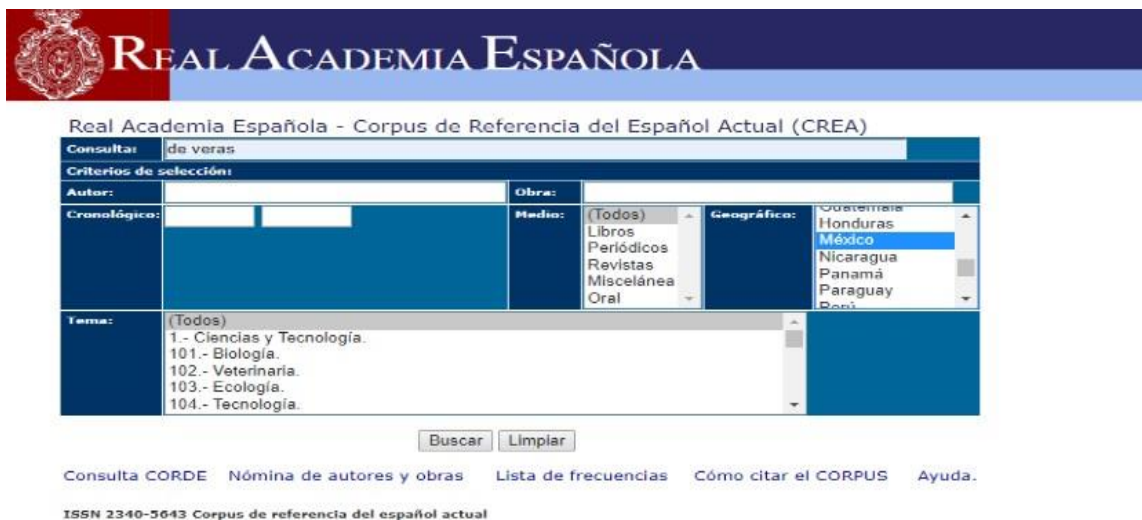 REAL ACADEMIA ESPAÑOLA
Real Academia Española - Corpus de Referencia del Español Actual (CREA)
Consulta: de veras
Criterios de selección:
Autor: Obra:
Cronológico: Medio: (Todos) Geográfico: Guatemala
Libros Honduras
Periódicos México
Revistas Nicaragua
Miscelánea Panamá
Oral Paraguay
Perú
Tema: (Todos)
1.- Ciencias y Tecnología.
101.- Biología.
102.- Veterinaria.
103.- Ecología.
104.- Tecnología.
Buscar Limpiar
Consulta CORDE Nómina de autores y obras Lista de frecuencias Cómo citar el CORPUS Ayuda.
ISSN 2340-5643 Corpus de referencia del español actual